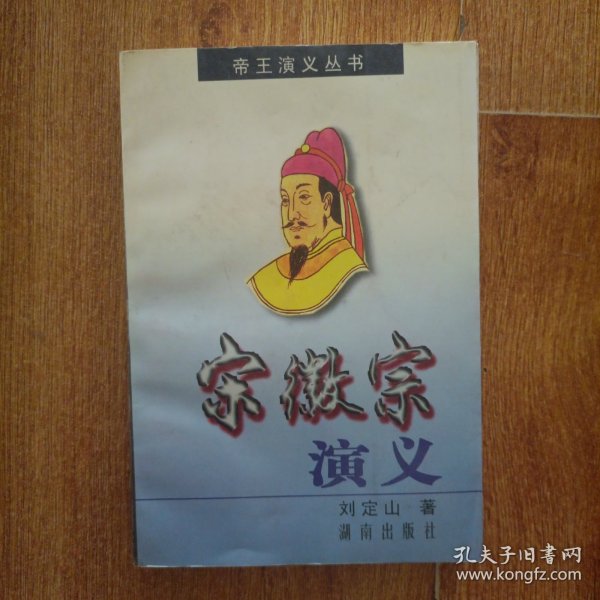 帝王演义丛书
宋徽宗
演义
刘定山 著
湖南出版社
孔夫子旧书网
www.kongfz.com